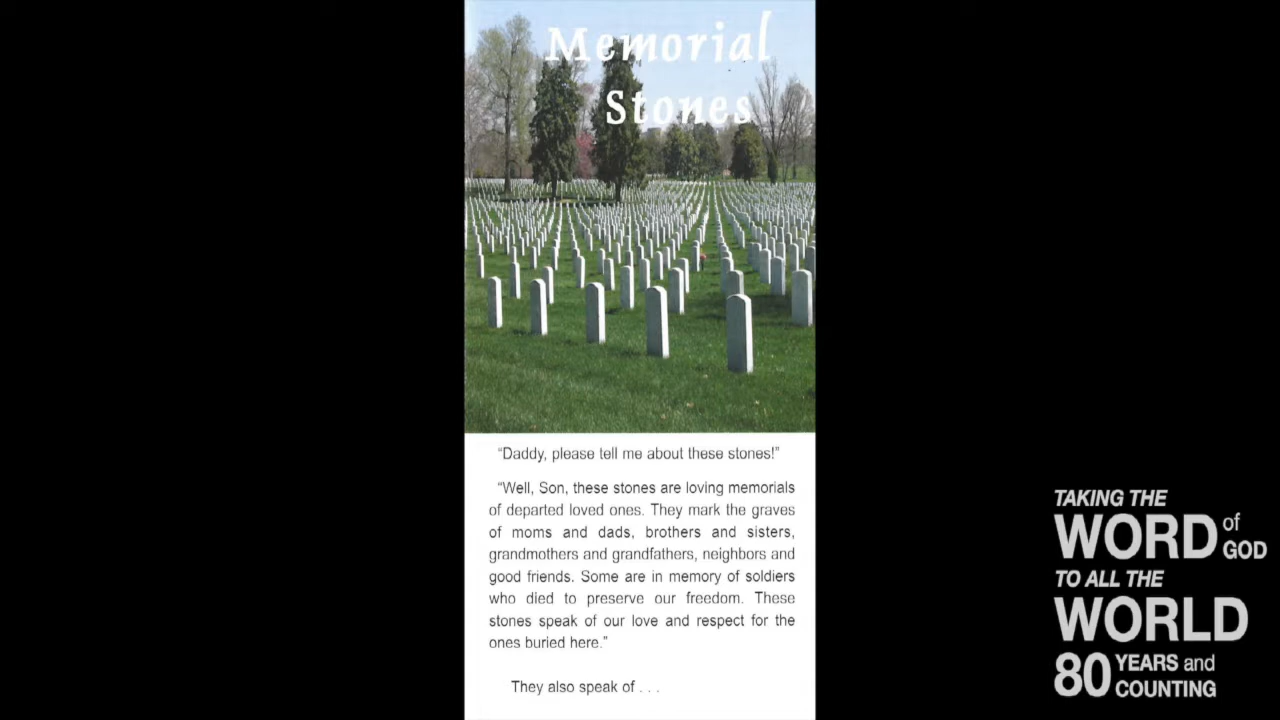 Memorial
Stones
“Daddy, please tell me about these stones!”
“Well, Son, these stones are loving memorials
of departed loved ones. They mark the graves
of moms and dads, brothers and sisters,
grandmothers and grandfathers, neighbors and
good friends. Some are in memory of soldiers
who died to preserve our freedom. These
stones speak of our love and respect for the
ones buried here.”
They also speak of . . .
TAKING THE
WORD of GOD
TO ALL THE
WORLD
80 YEARS and
COUNTING